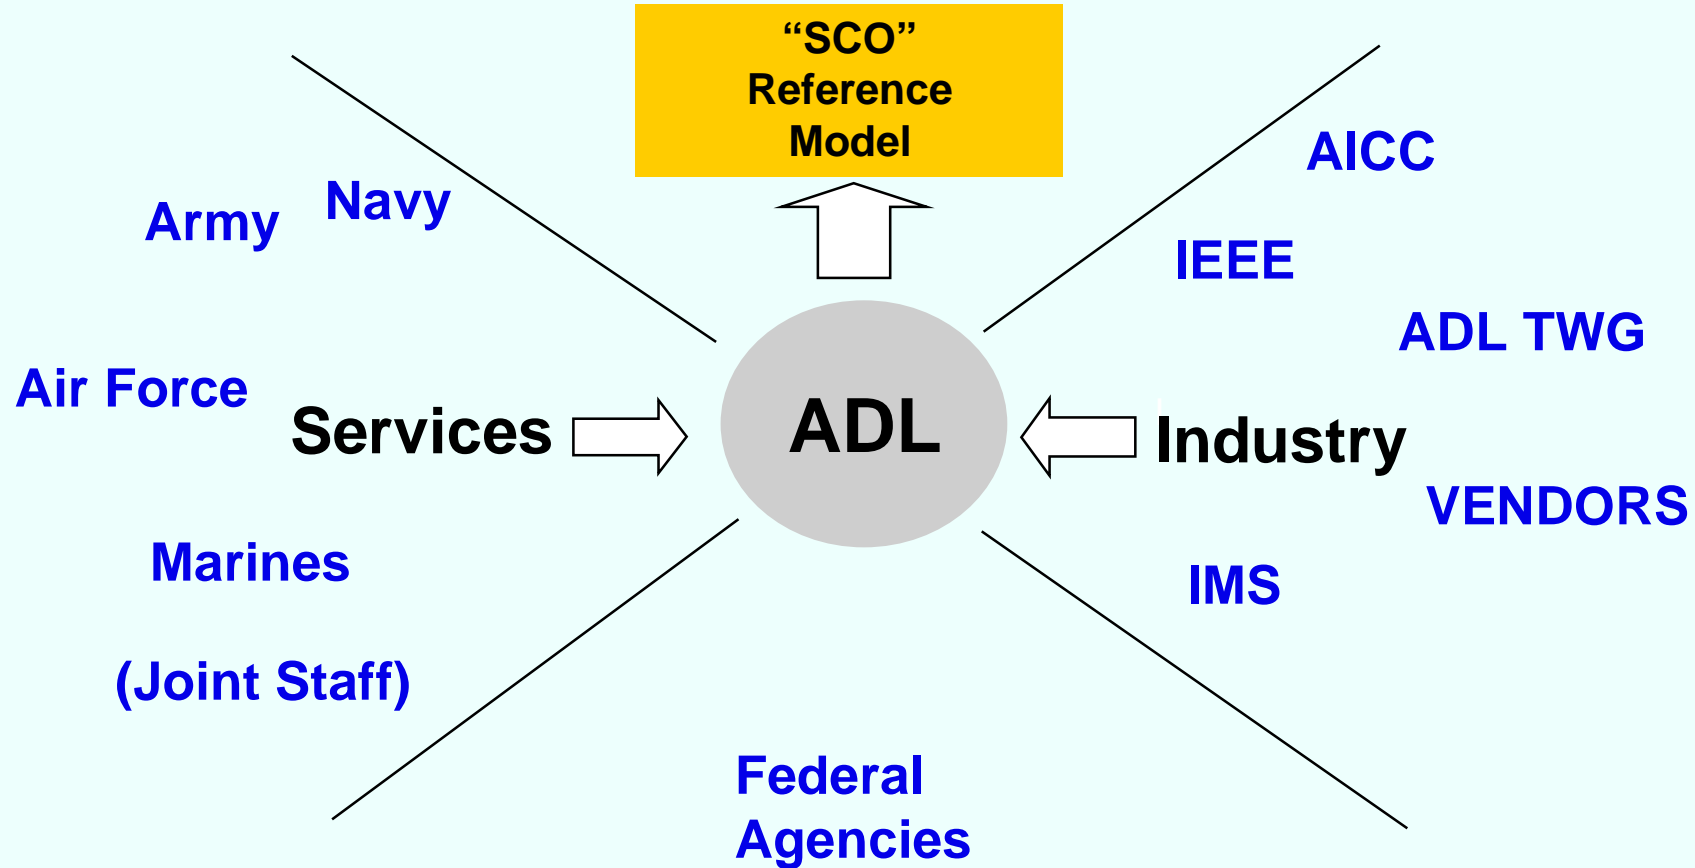 “SCO”
Reference
Model
Army
Navy
Air Force
Services
Marines
(Joint Staff)
ADL
AICC
IEEE
ADL TWG
Industry
VENDORS
IMS
Federal
Agencies